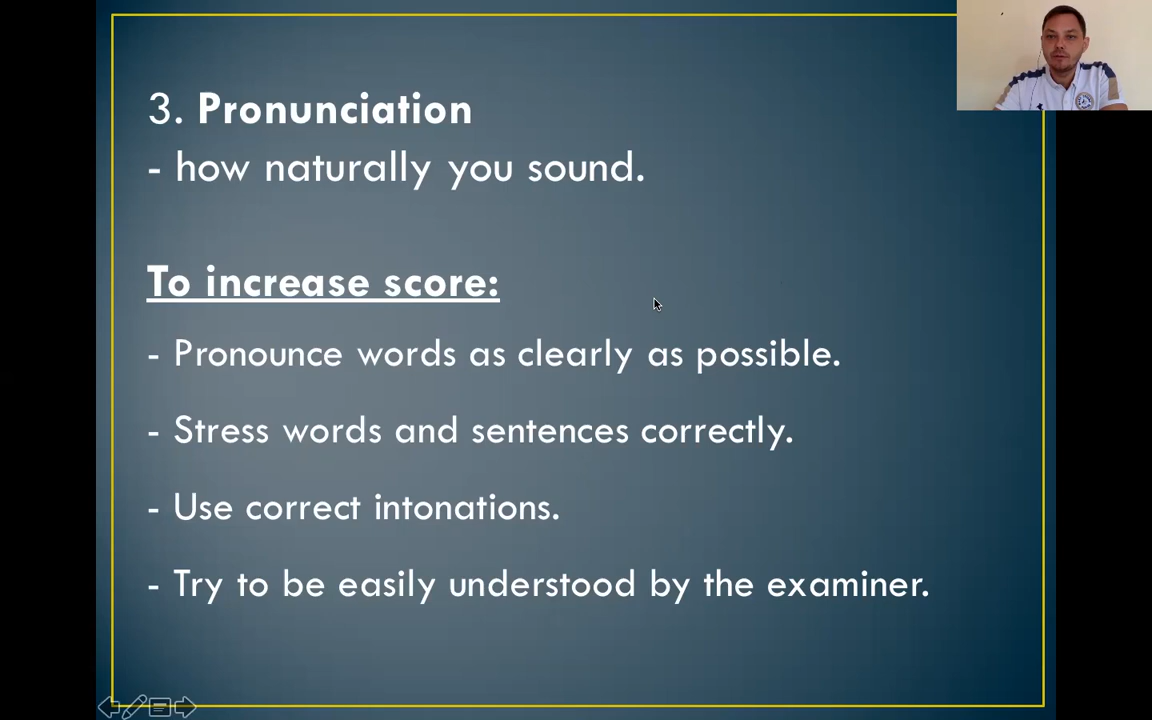 3. Pronunciation
- how naturally you sound.
To increase score:
- Pronounce words as clearly as possible.
- Stress words and sentences correctly.
- Use correct intonations.
- Try to be easily understood by the examiner.